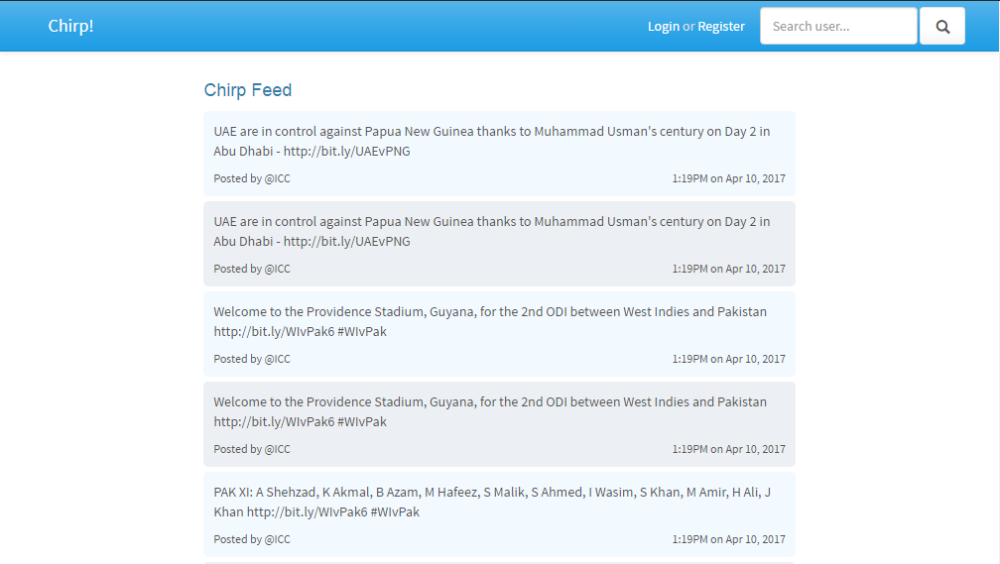 Chirp!
Login or Register
Search user...
Chirp Feed
UAE are in control against Papua New Guinea thanks to Muhammad Usman's century on Day 2 in
Abu Dhabi - http://bit.ly/UAEvPNG
Posted by @ICC
1:19PM on Apr 10, 2017
UAE are in control against Papua New Guinea thanks to Muhammad Usman's century on Day 2 in
Abu Dhabi - http://bit.ly/UAEvPNG
Posted by @ICC
1:19PM on Apr 10, 2017
Welcome to the Providence Stadium, Guyana, for the 2nd ODI between West Indies and Pakistan
http://bit.ly/WIvPak6 #WIvPak
Posted by @ICC
1:19PM on Apr 10, 2017
Welcome to the Providence Stadium, Guyana, for the 2nd ODI between West Indies and Pakistan
http://bit.ly/WIvPak6 #WIvPak
Posted by @ICC
1:19PM on Apr 10, 2017
PAK XI: A Shehzad, K Akmal, B Azam, M Hafeez, S Malik, S Ahmed, I Wasim, S Khan, M Amir, H Ali, J
Khan http://bit.ly/WIvPak6 #WIvPak
Posted by @ICC
1:19PM on Apr 10, 2017